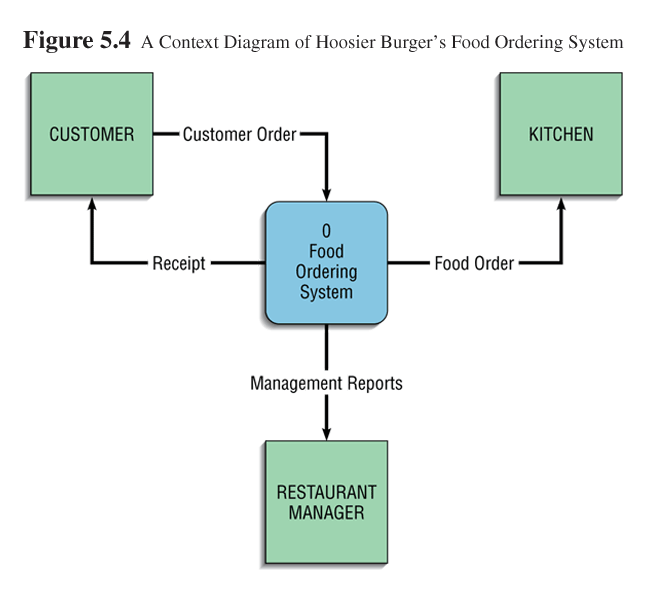 Figure 5.4 A Context Diagram of Hoosier Burger's Food Ordering System
CUSTOMER
Customer Order
KITCHEN
0
Food
Ordering
System
Receipt
Food Order
Management Reports
RESTAURANT
MANAGER